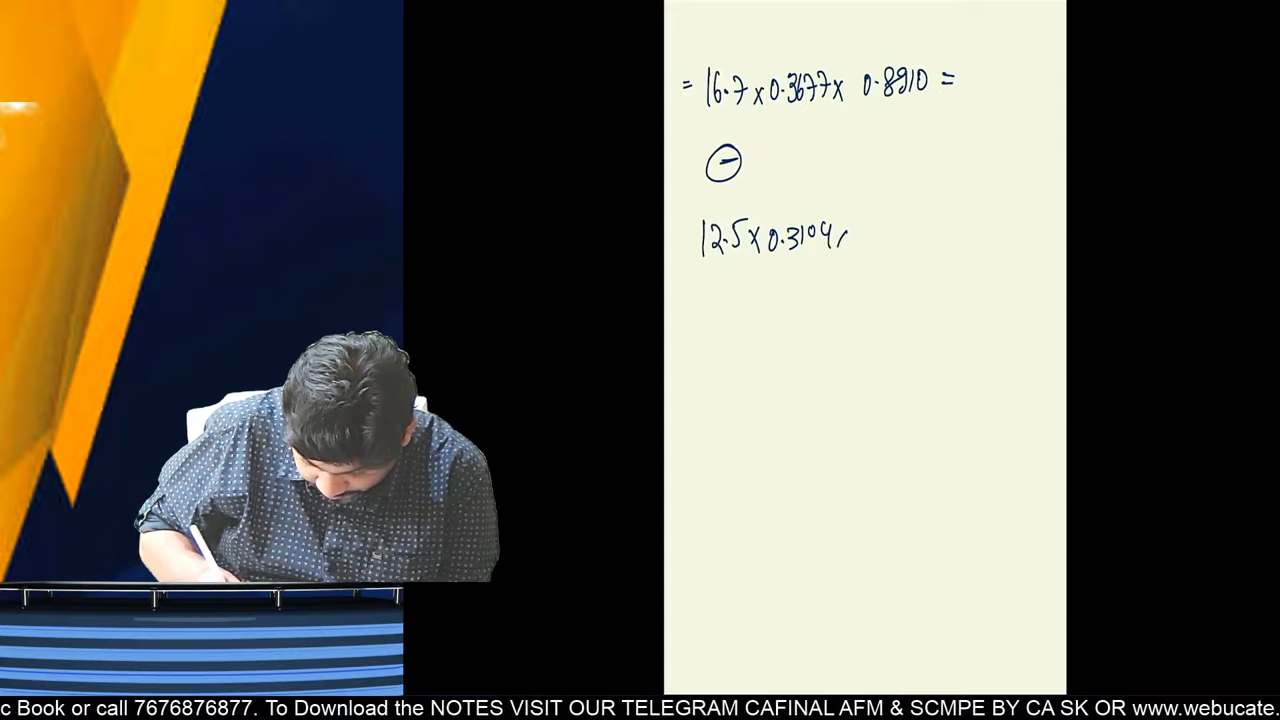 = 16.7 x 0.3677 x 0.8910 =
-
12.5 x 0.3109
c Book or call 7676876877. To Download the NOTES VISIT OUR TELEGRAM CAFINAL AFM & SCMPE BY CA SK OR www.webucate.